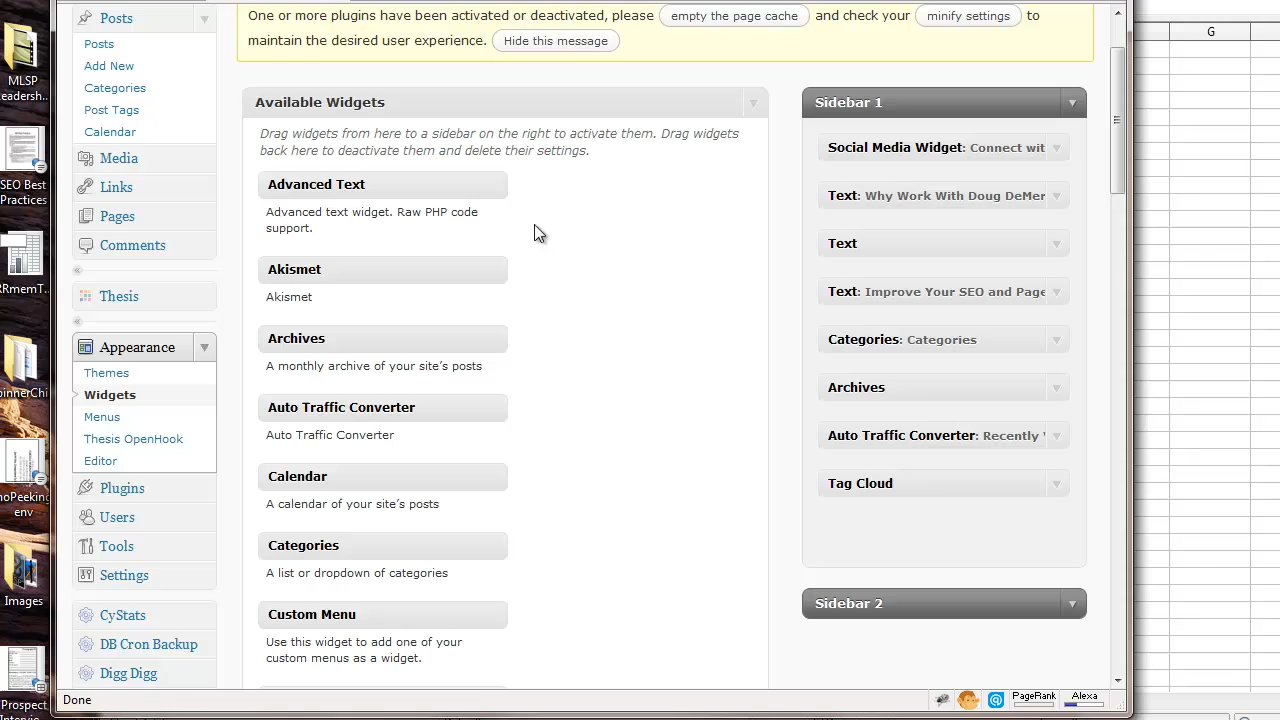 MLSP
eadersh...
SEO Best
Practices
RRmemT...
pinnerChi
noPeeking
env
Images
Prospect
Posts
Posts
Add New
Categories
Post Tags
Calendar
Media
Links
Pages
Comments
Thesis
Appearance
Themes
Widgets
Menus
Thesis OpenHook
Editor
Plugins
Users
Tools
Settings
CyStats
DB Cron Backup
Digg Digg
One or more plugins have been activated or deactivated, please empty the page cache and check your minify settings to
maintain the desired user experience. Hide this message
Available Widgets
Drag widgets from here to a sidebar on the right to activate them. Drag widgets
back here to deactivate them and delete their settings.
Advanced Text
Advanced text widget. Raw PHP code
support.
Akismet
Akismet
Archives
A monthly archive of your site's posts
Auto Traffic Converter
Auto Traffic Converter
Calendar
A calendar of your site's posts
Categories
A list or dropdown of categories
Custom Menu
Use this widget to add one of your
custom menus as a widget.
Sidebar 1
Social Media Widget: Connect wit
Text: Why Work With Doug DeMer
Text
Text: Improve Your SEO and Page
Categories: Categories
Archives
Auto Traffic Converter: Recently
Tag Cloud
Sidebar 2
G
Done
PageRank
Alexa